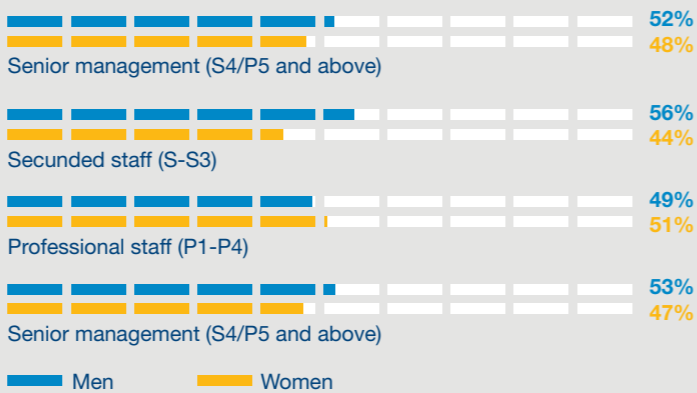 52%
48%
Senior management (S4/P5 and above)
56%
44%
Secunded staff (S-S3)
49%
51%
Professional staff (P1-P4)
53%
47%
Senior management (S4/P5 and above)
Men Women